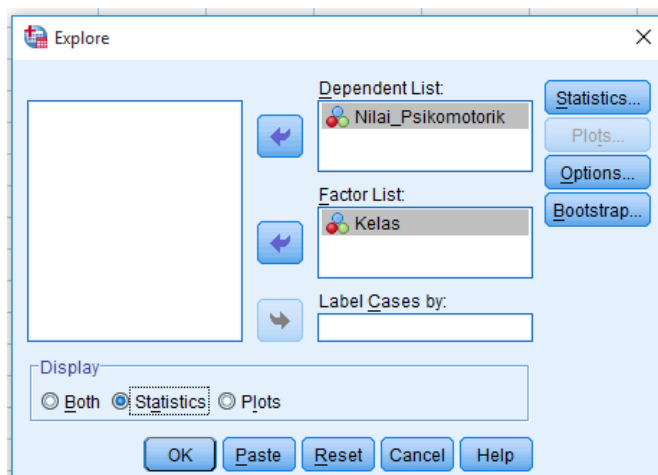 Explore
Dependent List:
Nilai_Psikomotorik
Statistics...
Plots...
Options...
Bootstrap...
Factor List:
Kelas
Label Cases by:
Display
Both Statistics Plots
OK Paste Reset Cancel Help